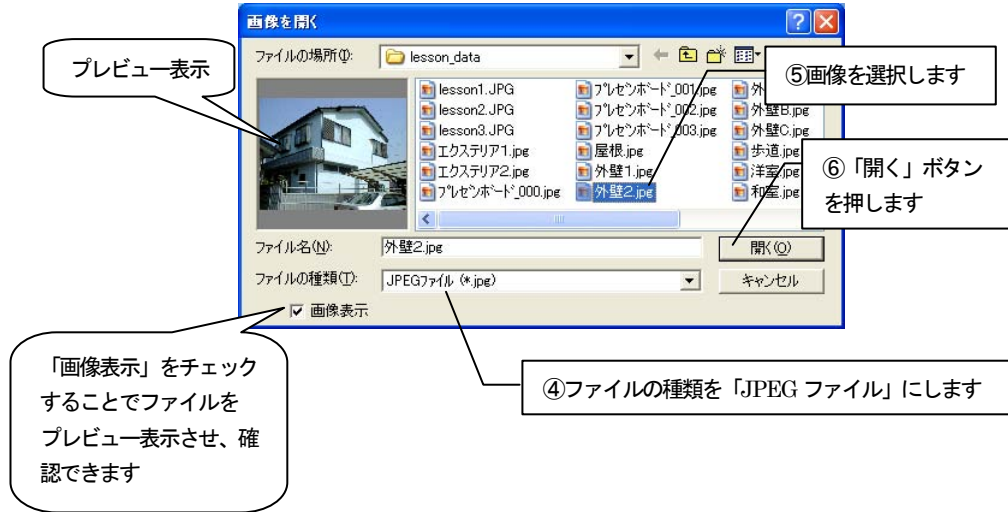 画像を開く
プレビュー表示
ファイルの場所(I):
lesson_data
⑤画像を選択します
lesson1.JPG
lesson2.JPG
lesson3.JPG
エクステリア1.jpg
エクステリア2.jpg
プレゼンボード_000.jpg
プレゼンボード_001.jpg
プレゼンボード_002.jpg
プレゼンボード_003.jpg
屋根.jpg
外壁1.jpg
外壁2.jpg
外壁B.jpg
外壁C.jpg
歩道.jpg
洋室.jpg
和室.jpg
⑥「開く」ボタン
を押します
ファイル名(N):
外壁2.jpg
開く(O)
ファイルの種類(T):
JPEGファイル (*.jpg)
キャンセル
画像表示
「画像表示」をチェック
することでファイルを
プレビュー表示させ、確
認できます
④ファイルの種類を「JPEG ファイル」にします